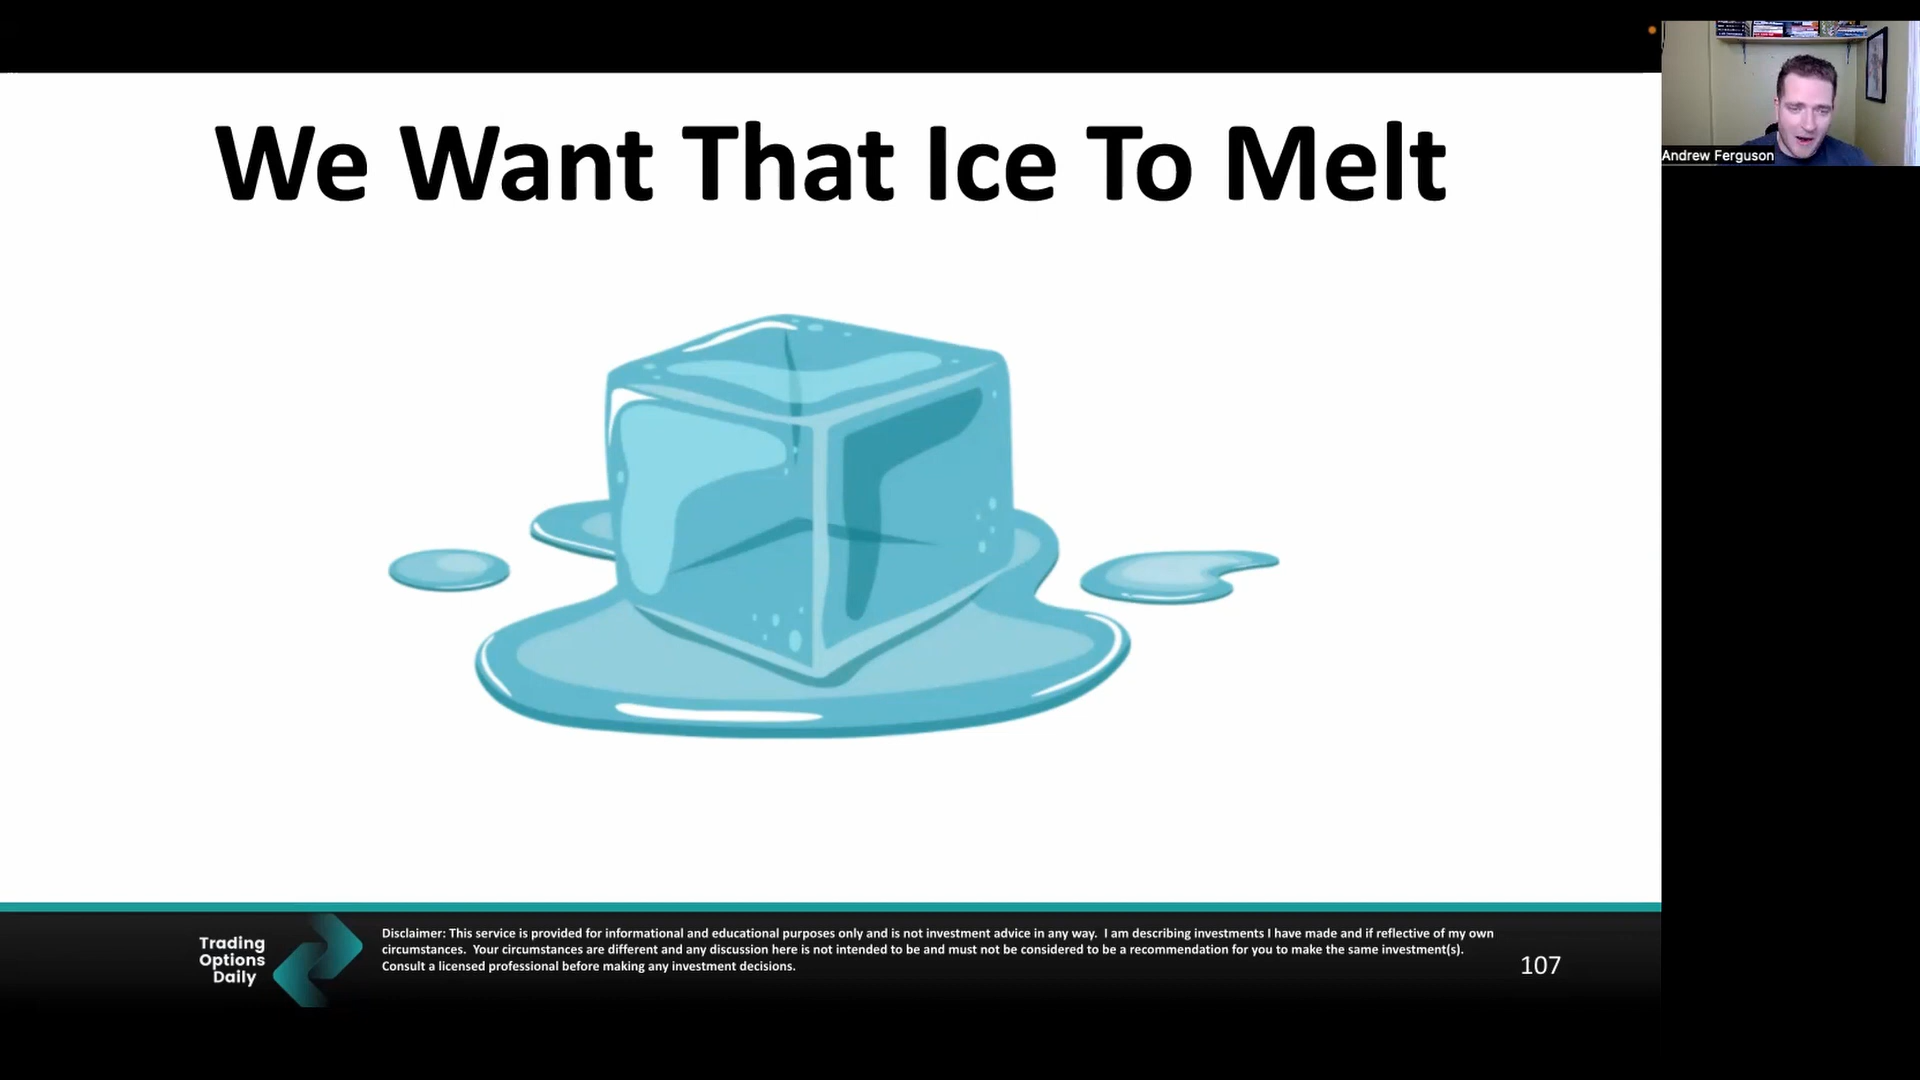 We Want That Ice To Melt
Andrew Ferguson
Trading
Options
Daily
Disclaimer: This service is provided for informational and educational purposes only and is not investment advice in any way.  I am describing investments I have made and if reflective of my own
circumstances.  Your circumstances are different and any discussion here is not intended to be and must not be considered to be a recommendation for you to make the same investment(s).
Consult a licensed professional before making any investment decisions.
107